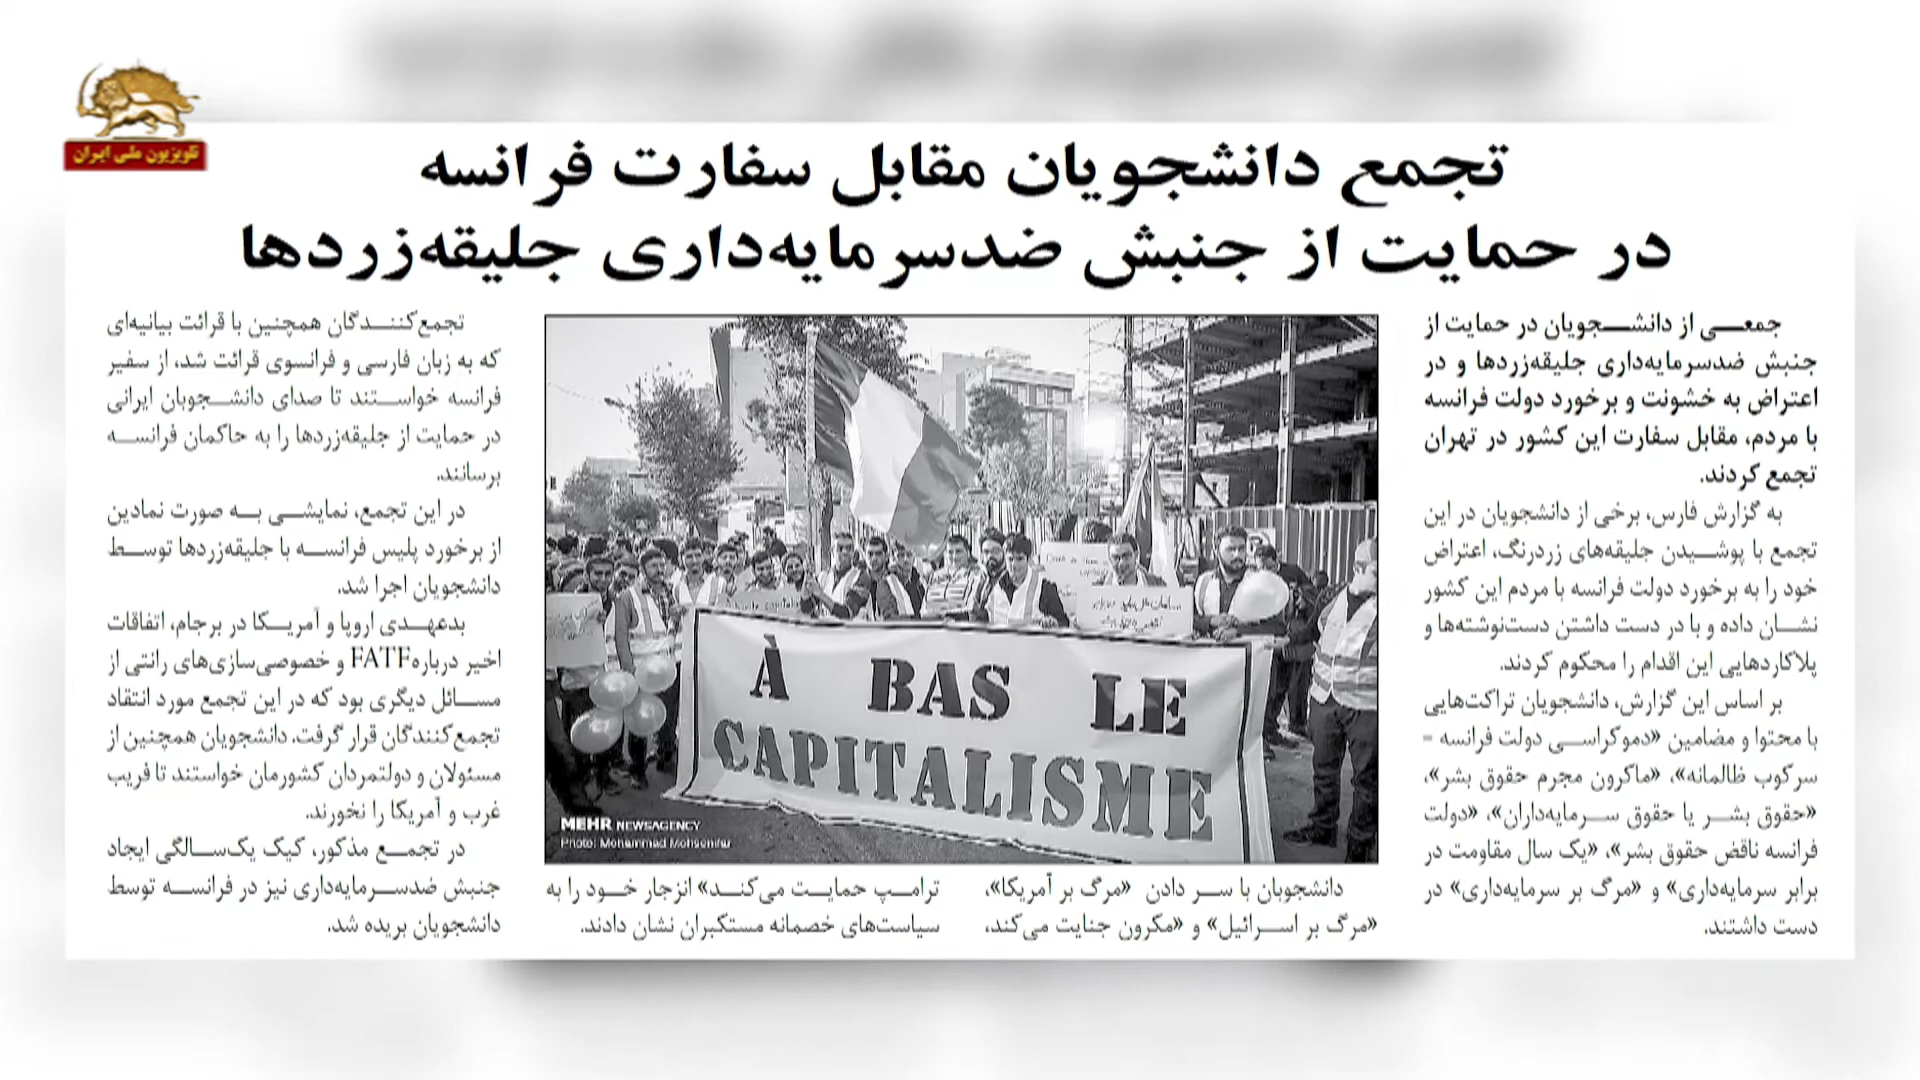 تلویزیون ملی ایران
تجمع دانشجویان مقابل سفارت فرانسه
در حمایت از جنبش ضدسرمایه‌داری جلیقه‌زردها
جمعی از دانشجویان در حمایت از
جنبش ضدسرمایه‌داری جلیقه‌زردها و در
اعتراض به خشونت و برخورد دولت فرانسه
با مردم، مقابل سفارت این کشور در تهران
تجمع کردند.
به گزارش فارس، برخی از دانشجویان در این
تجمع با پوشیدن جلیقه‌های زردرنگ، اعتراض
خود را به برخورد دولت فرانسه با مردم این کشور
نشان داده و با در دست داشتن دست‌نوشته‌ها و
پلاکاردهایی این اقدام را محکوم کردند.
بر اساس این گزارش، دانشجویان تراکت‌هایی
با محتوا و مضامین «دموکراسی دولت فرانسه =
سرکوب ظالمانه»، «ماکرون مجرم حقوق بشر»،
«حقوق بشر یا حقوق سرمایه‌داران»، «دولت
فرانسه ناقض حقوق بشر»، «یک سال مقاومت در
برابر سرمایه‌داری» و «مرگ بر سرمایه‌داری» در
دست داشتند.
À BAS LE
CAPITALISME
MEHR NEWSAGENCY
Photo: Mohammad Mohsenifar
دانشجویان با سر دادن «مرگ بر آمریکا»،
«مرگ بر اسرائیل» و «مکرون جنایت می‌کند،
ترامپ حمایت می‌کند» انزجار خود را به
سیاست‌های خصمانه مستکبران نشان دادند.
تجمع‌کنندگان همچنین با قرائت بیانیه‌ای
که به زبان فارسی و فرانسوی قرائت شد، از سفیر
فرانسه خواستند تا صدای دانشجویان ایرانی
در حمایت از جلیقه‌زردها را به حاکمان فرانسه
برسانند.
در این تجمع، نمایشی به صورت نمادین
از برخورد پلیس فرانسه با جلیقه‌زردها توسط
دانشجویان اجرا شد.
بدعهدی اروپا و آمریکا در برجام، اتفاقات
اخیر درباره FATF و خصوصی‌سازی‌های رانتی از
مسائل دیگری بود که در این تجمع مورد انتقاد
تجمع‌کنندگان قرار گرفت. دانشجویان همچنین از
مسئولان و دولتمردان کشورمان خواستند تا فریب
غرب و آمریکا را نخورند.
در تجمع مذکور، کیک یک‌سالگی ایجاد
جنبش ضدسرمایه‌داری نیز در فرانسه توسط
دانشجویان بریده شد.